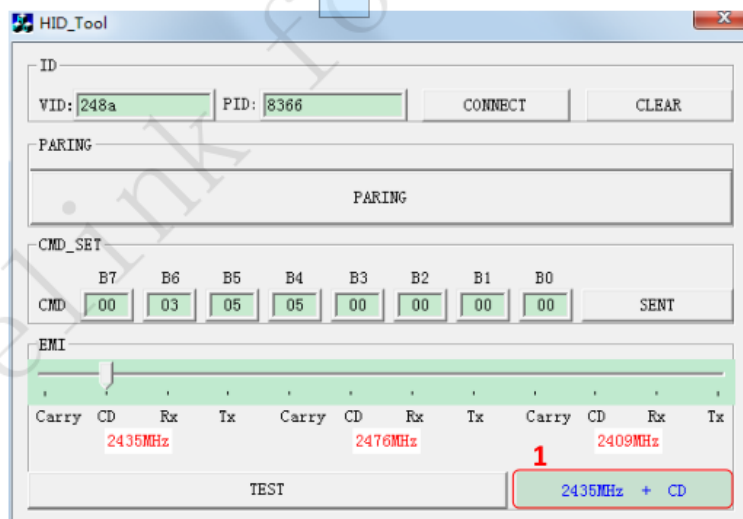 HID_Tool
ID
VID: 248a PID: 8366 CONNECT CLEAR
PARING
PARING
CMD_SET
B7 B6 B5 B4 B3 B2 B1 B0
CMD 00 03 05 05 00 00 00 00 SENT
EMI
Carry CD Rx Tx Carry CD Rx Tx Carry CD Rx Tx
2435MHz 2476MHz 2409MHz
1
TEST 2435MHz + CD